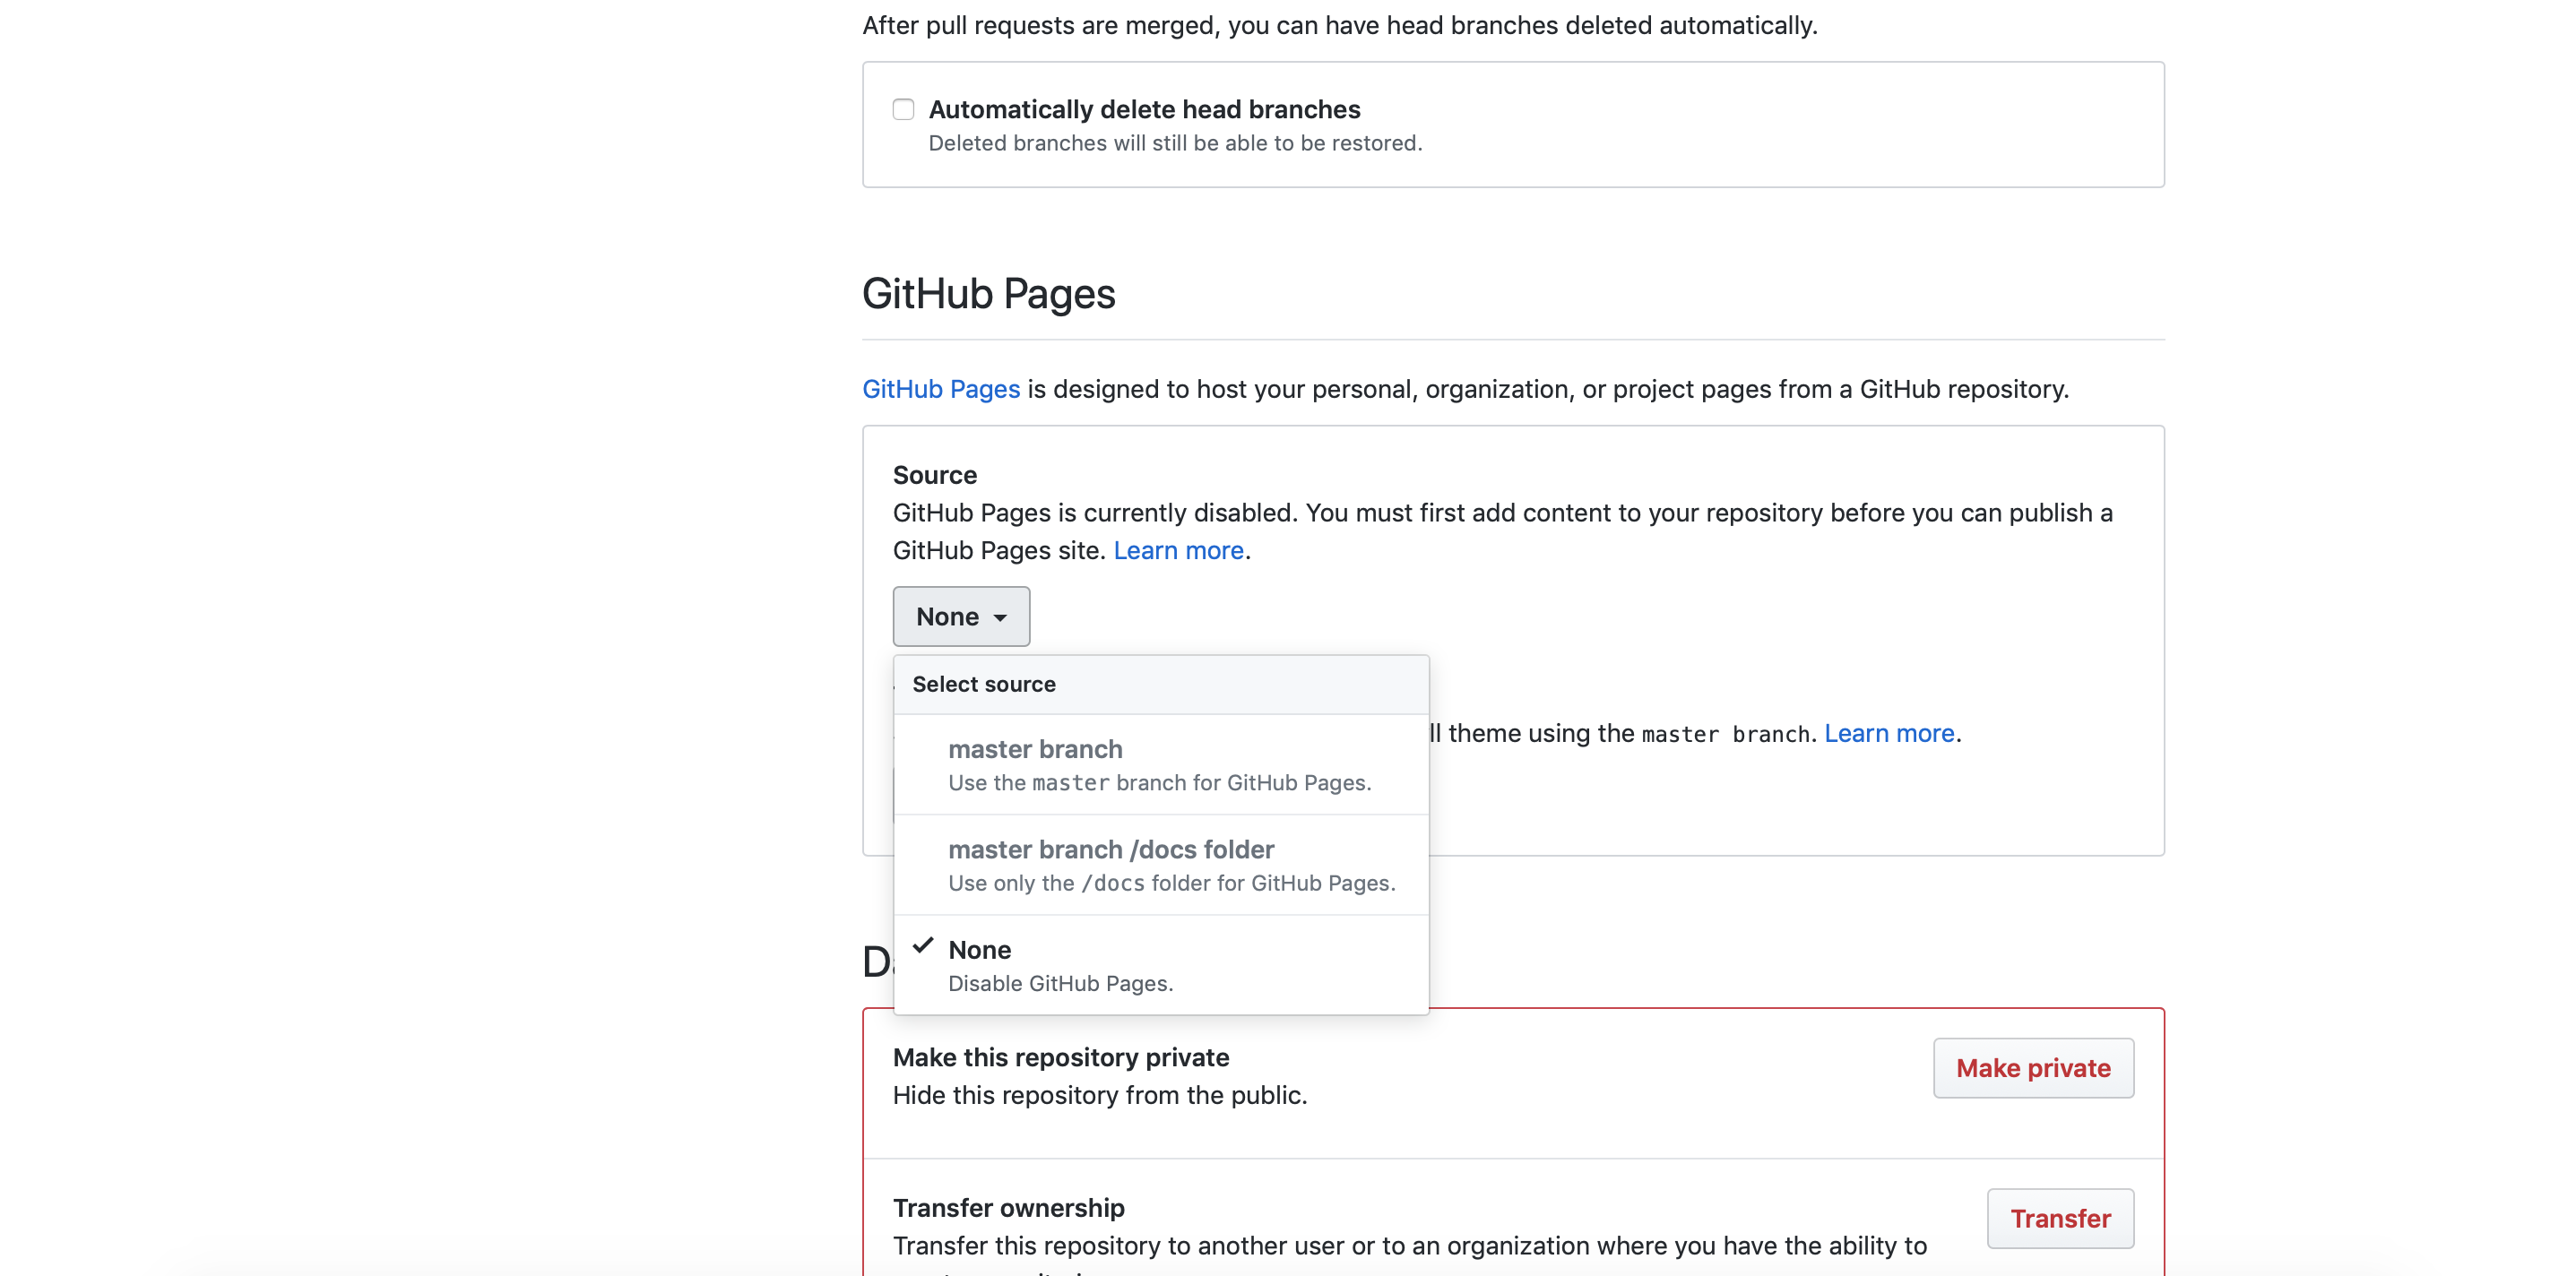 After pull requests are merged, you can have head branches deleted automatically.
Automatically delete head branches
Deleted branches will still be able to be restored.
GitHub Pages
GitHub Pages is designed to host your personal, organization, or project pages from a GitHub repository.
Source
GitHub Pages is currently disabled. You must first add content to your repository before you can publish a
GitHub Pages site. Learn more.
None
Select source
master branch
Use the master branch for GitHub Pages.
theme using the master branch. Learn more.
master branch /docs folder
Use only the /docs folder for GitHub Pages.
None
Disable GitHub Pages.
Make this repository private
Hide this repository from the public.
Make private
Transfer ownership
Transfer this repository to another user or to an organization where you have the ability to
Transfer